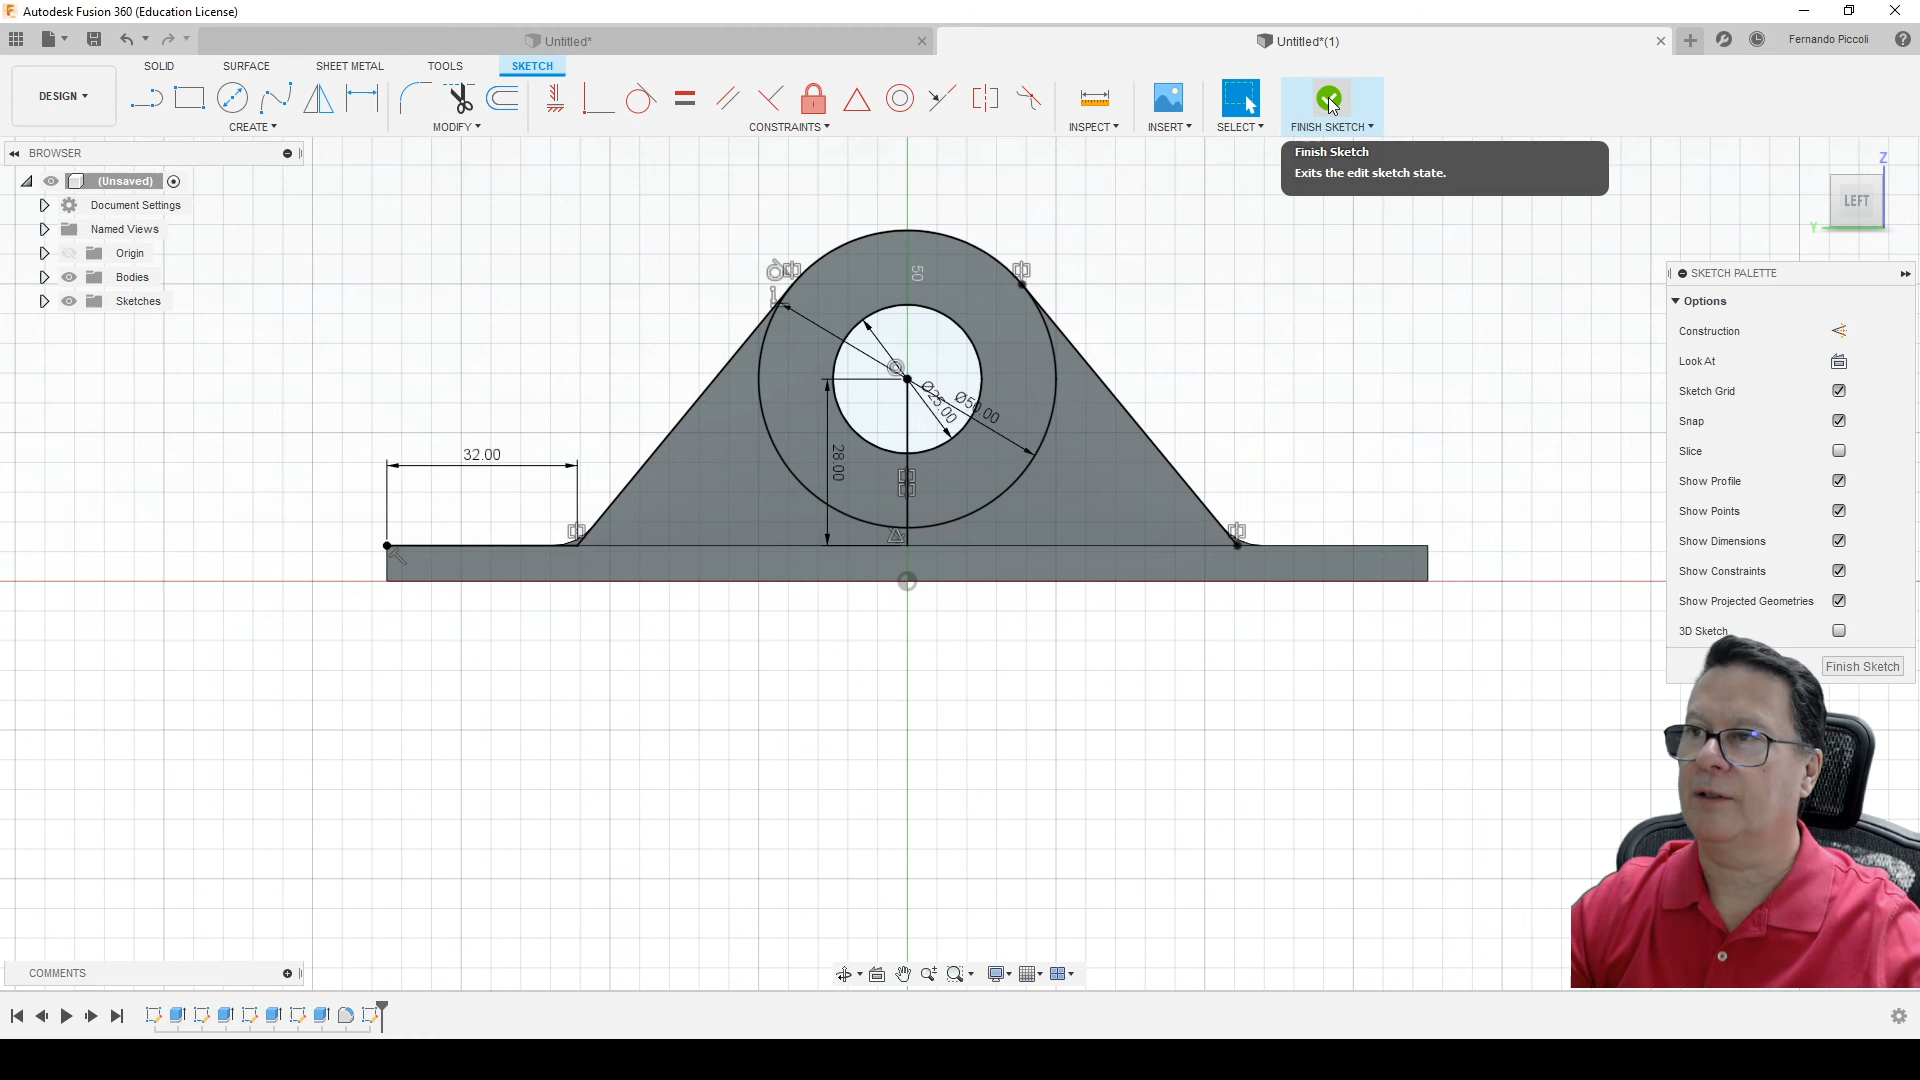 Autodesk Fusion 360 (Education License)
Untitled*
Untitled*(1)
Fernando Piccoli
DESIGN
SOLID
SURFACE
SHEET METAL
TOOLS
SKETCH
CREATE
MODIFY
CONSTRAINTS
INSPECT
INSERT
SELECT
FINISH SKETCH
Finish Sketch
Exits the edit sketch state.
BROWSER
(Unsaved)
Document Settings
Named Views
Origin
Bodies
Sketches
Z
LEFT
Y
SKETCH PALETTE
Options
Construction
Look At
Sketch Grid
Snap
Slice
Show Profile
Show Points
Show Dimensions
Show Constraints
Show Projected Geometries
3D Sketch
Finish Sketch
50
Ø25.00
Ø50.00
28.00
32.00
COMMENTS